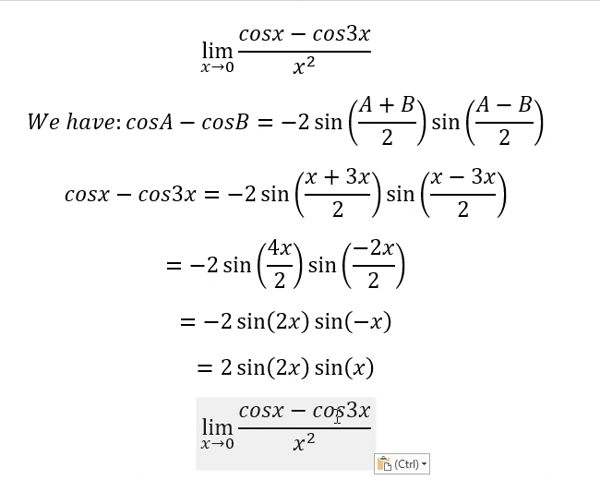 lim x→0 (cosx − cos3x)/x²
We have: cosA − cosB = −2 sin((A + B)/2) sin((A − B)/2)
cosx − cos3x = −2 sin((x + 3x)/2) sin((x − 3x)/2)
= −2 sin(4x/2) sin(−2x/2)
= −2 sin(2x) sin(−x)
= 2 sin(2x) sin(x)
lim x→0 (cosx − cos3x)/x²
(Ctrl)